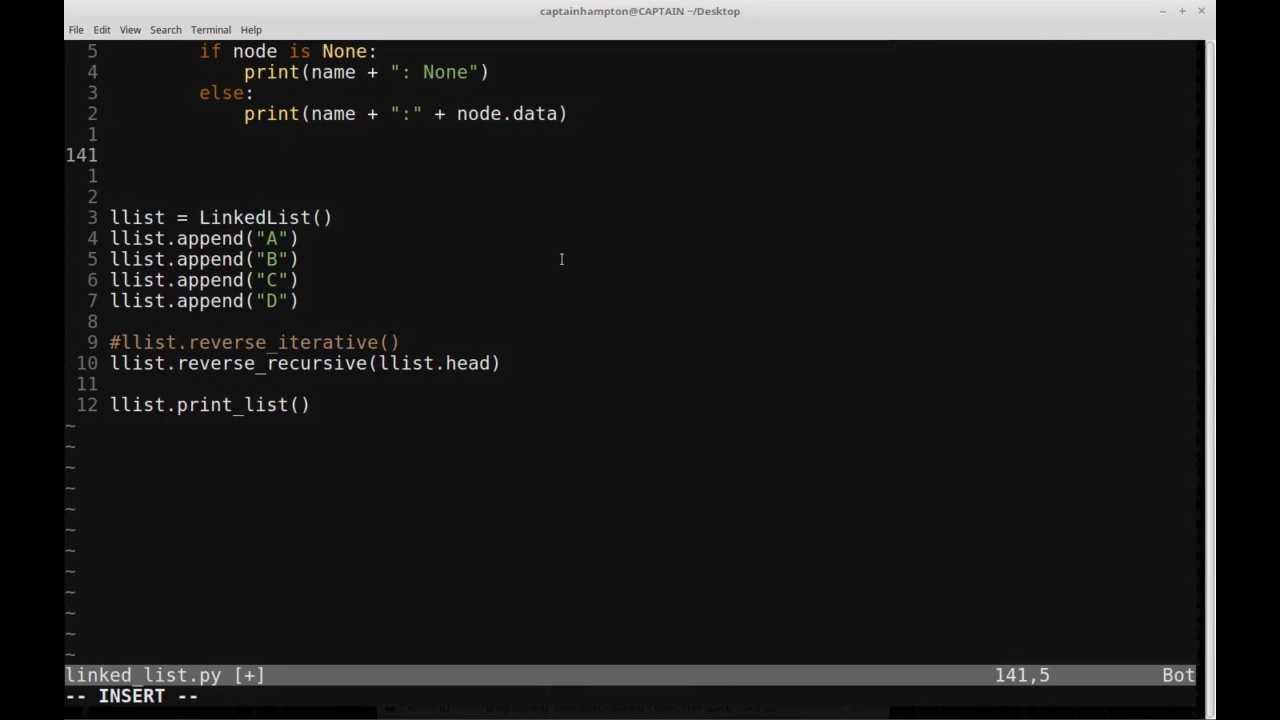 captainhampton@CAPTAIN ~/Desktop
File Edit View Search Terminal Help
5         if node is None:
4             print(name + ": None")
3         else:
2             print(name + ":" + node.data)
1
141
1
2
3 llist = LinkedList()
4 llist.append("A")
5 llist.append("B")
6 llist.append("C")
7 llist.append("D")
8
9 #llist.reverse_iterative()
10 llist.reverse_recursive(llist.head)
11
12 llist.print_list()
~
~
~
~
~
~
~
~
~
~
~
~
linked_list.py [+] 141,5 Bot
-- INSERT --